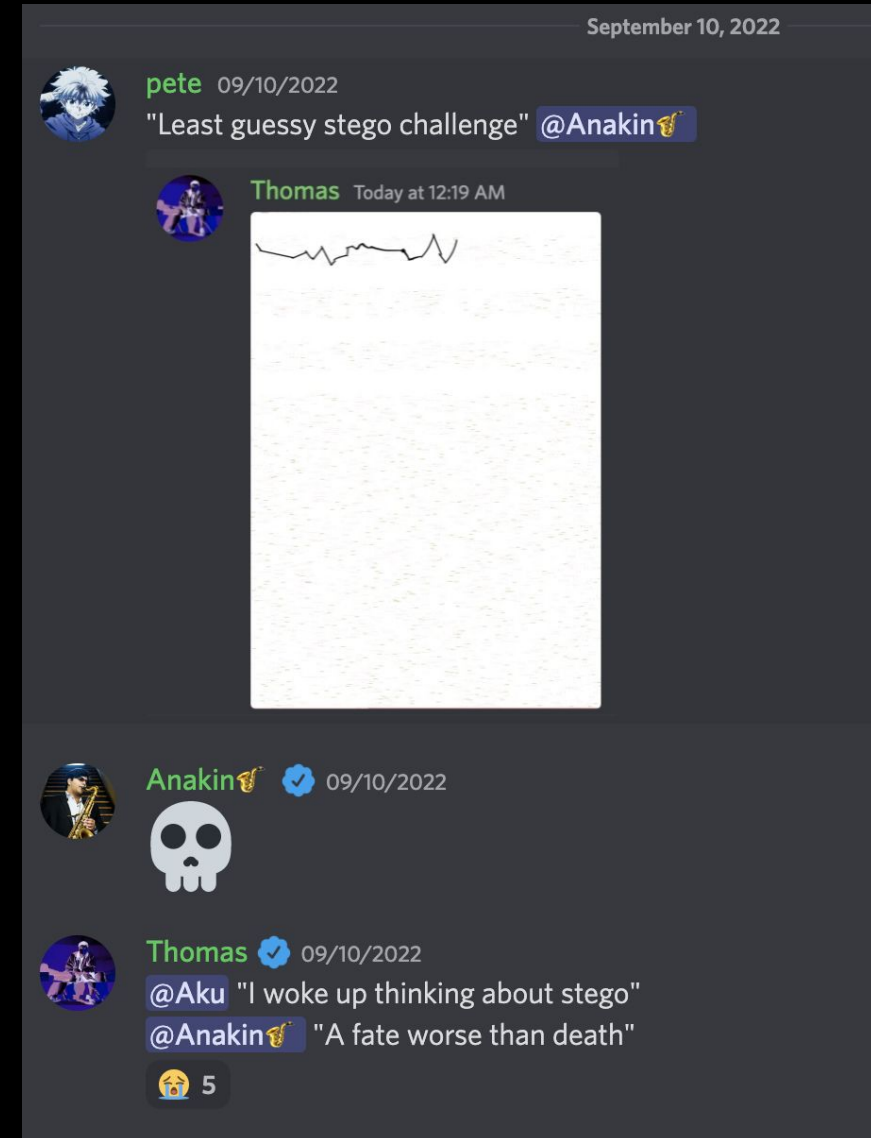 September 10, 2022
pete 09/10/2022
"Least guessy stego challenge" @Anakin🎷
Thomas Today at 12:19 AM
Anakin🎷 09/10/2022
Thomas 09/10/2022
@Aku "I woke up thinking about stego"
@Anakin🎷 "A fate worse than death"
😭 5